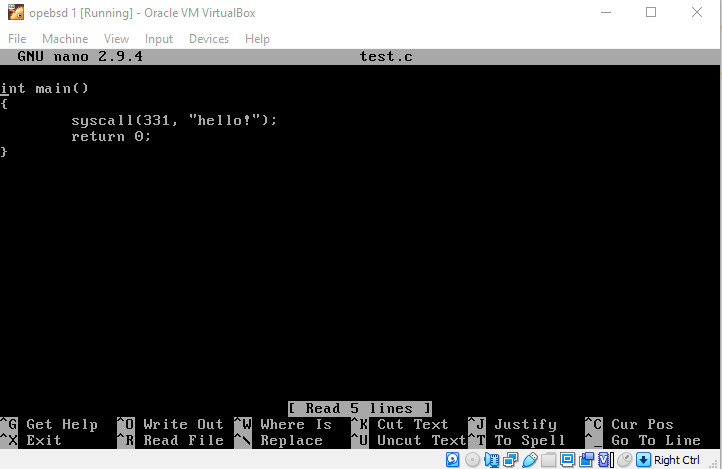 opebsd 1 [Running] - Oracle VM VirtualBox
File Machine View Input Devices Help
GNU nano 2.9.4 test.c
int main()
{
syscall(331, "hello!");
return 0;
}
[ Read 5 lines ]
^G Get Help ^O Write Out ^W Where Is ^K Cut Text ^J Justify ^C Cur Pos
^X Exit ^R Read File ^\ Replace ^U Uncut Text ^T To Spell ^_ Go To Line
Right Ctrl